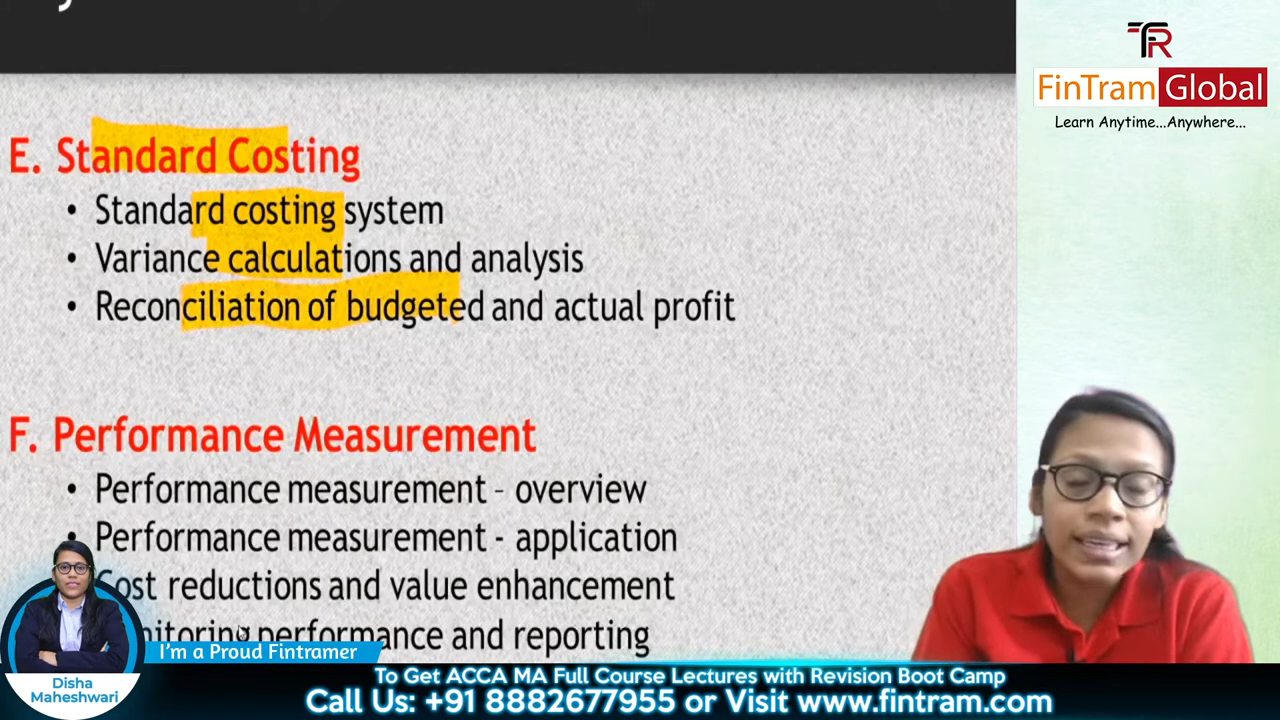 FinTram Global
Learn Anytime...Anywhere...
E. Standard Costing
• Standard costing system
• Variance calculations and analysis
• Reconciliation of budgeted and actual profit
F. Performance Measurement
• Performance measurement – overview
• Performance measurement - application
Cost reductions and value enhancement
performance and reporting
I'm a Proud Fintramer
Disha
Maheshwari
To Get ACCA MA Full Course Lectures with Revision Boot Camp
Call Us: +91 8882677955 or Visit www.fintram.com